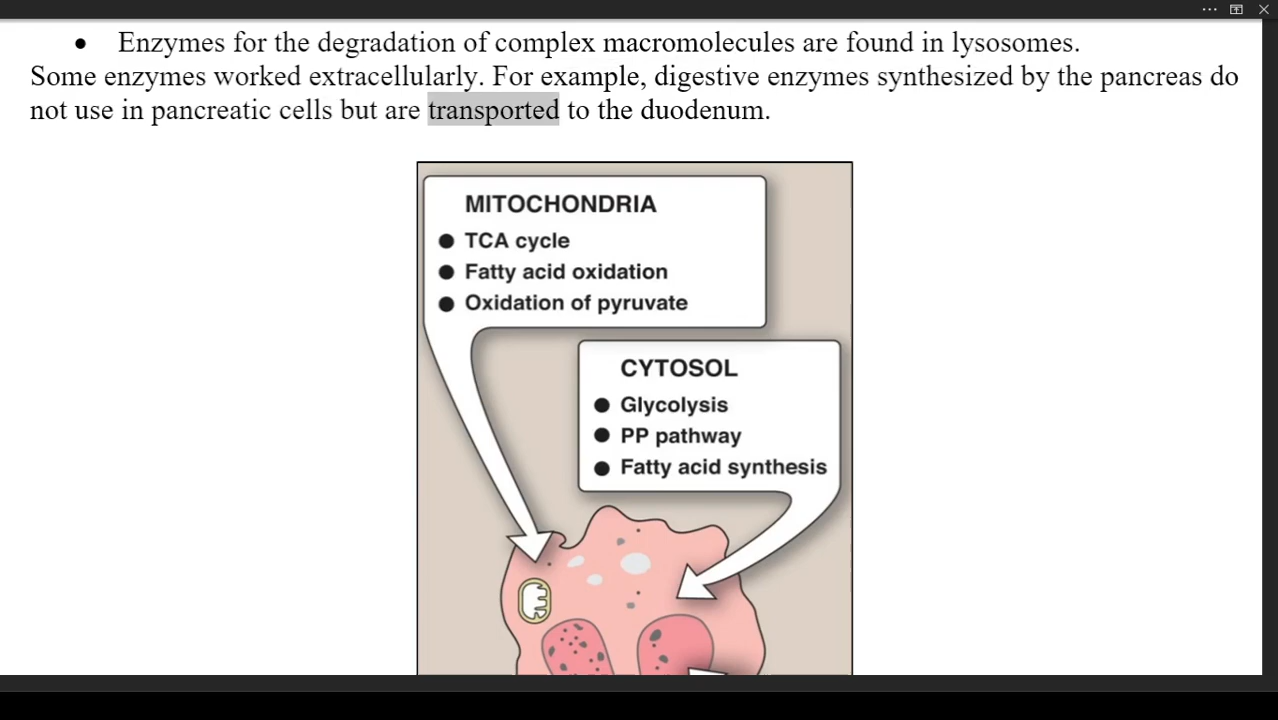 ● Enzymes for the degradation of complex macromolecules are found in lysosomes.
Some enzymes worked extracellularly. For example, digestive enzymes synthesized by the pancreas do
not use in pancreatic cells but are transported to the duodenum.
MITOCHONDRIA
● TCA cycle
● Fatty acid oxidation
● Oxidation of pyruvate
CYTOSOL
● Glycolysis
● PP pathway
● Fatty acid synthesis